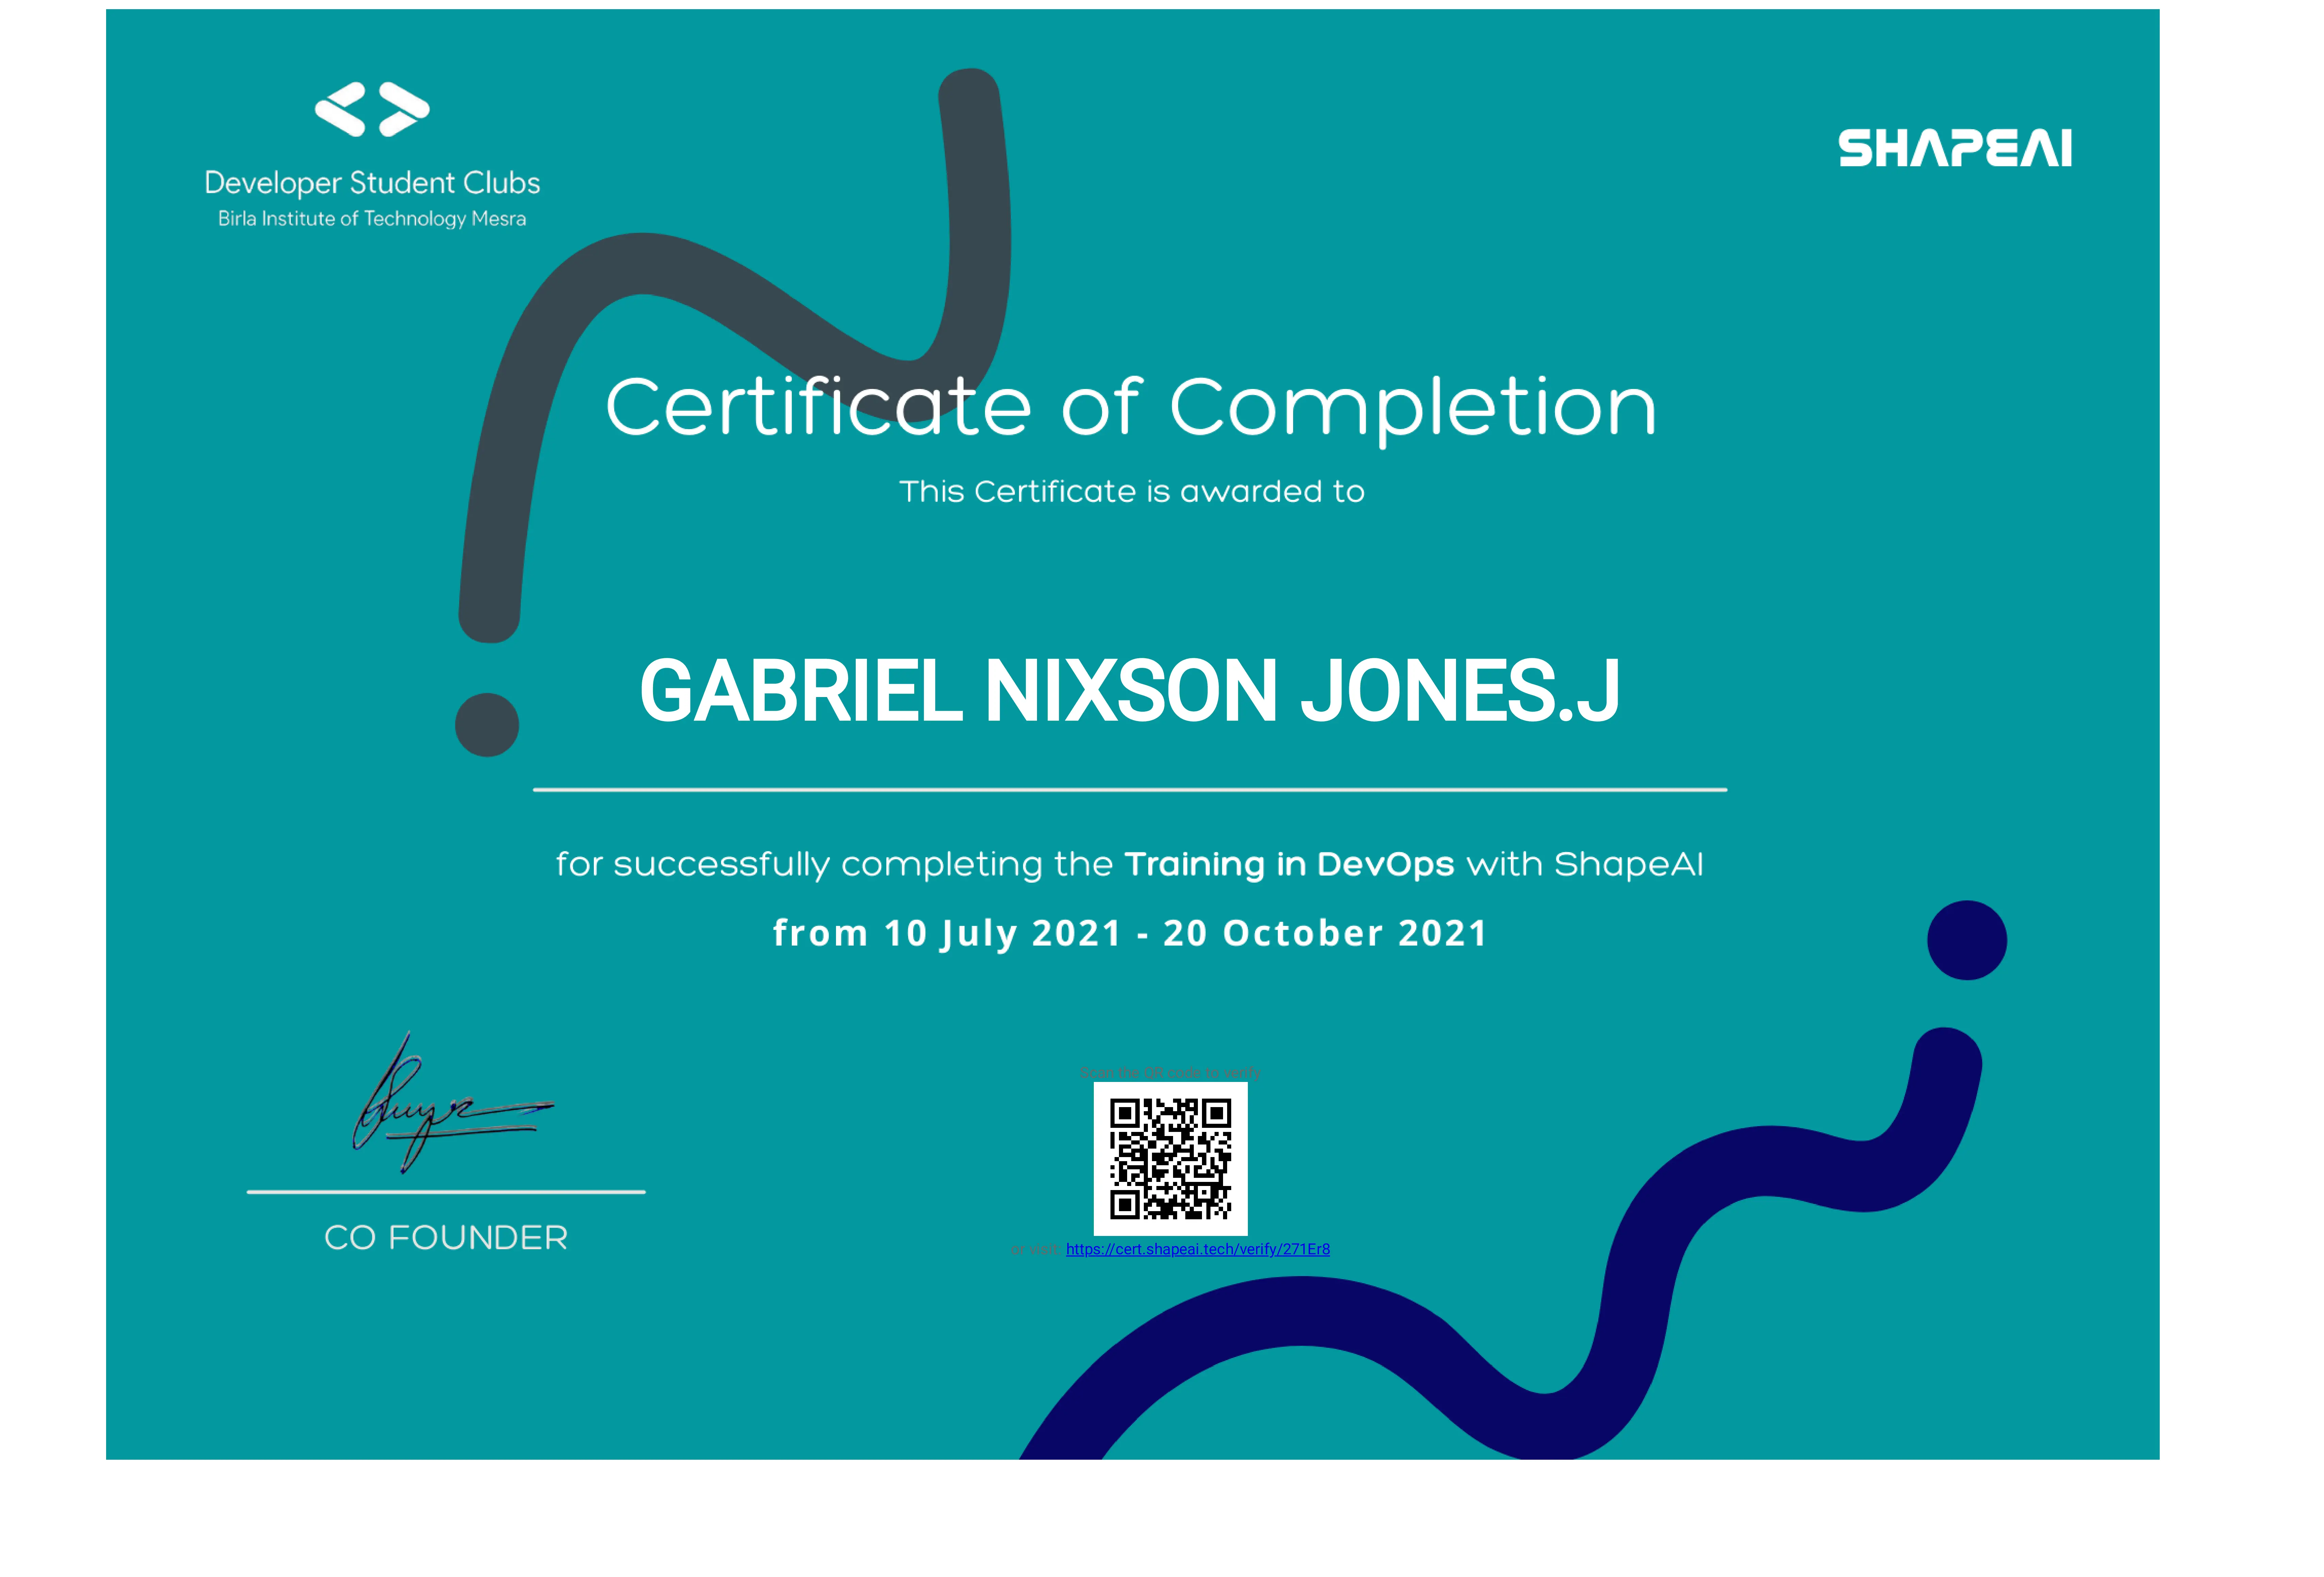 Developer Student Clubs
Birla Institute of Technology Mesra
SHAPEAI
Certificate of Completion
This Certificate is awarded to
GABRIEL NIXSON JONES.J
for successfully completing the Training in DevOps with ShapeAI
from 10 July 2021 - 20 October 2021
Scan the QR code to verify
or visit: https://cert.shapeai.tech/verify/271Er8
CO FOUNDER